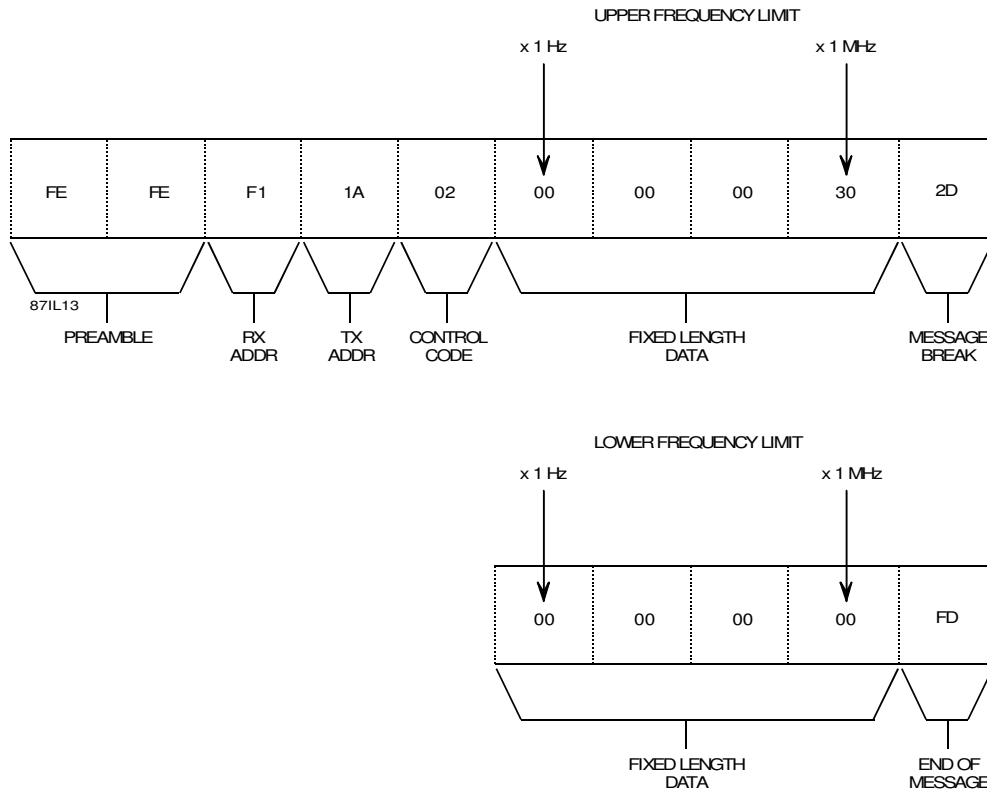 UPPER FREQUENCY LIMIT
x 1 Hz x 1 MHz
FE FE F1 1A 02 00 00 00 30 2D
87IL13
PREAMBLE RX ADDR TX ADDR CONTROL CODE FIXED LENGTH DATA MESSAGE BREAK
LOWER FREQUENCY LIMIT
x 1 Hz x 1 MHz
00 00 00 00 FD
FIXED LENGTH DATA END OF MESSAGE